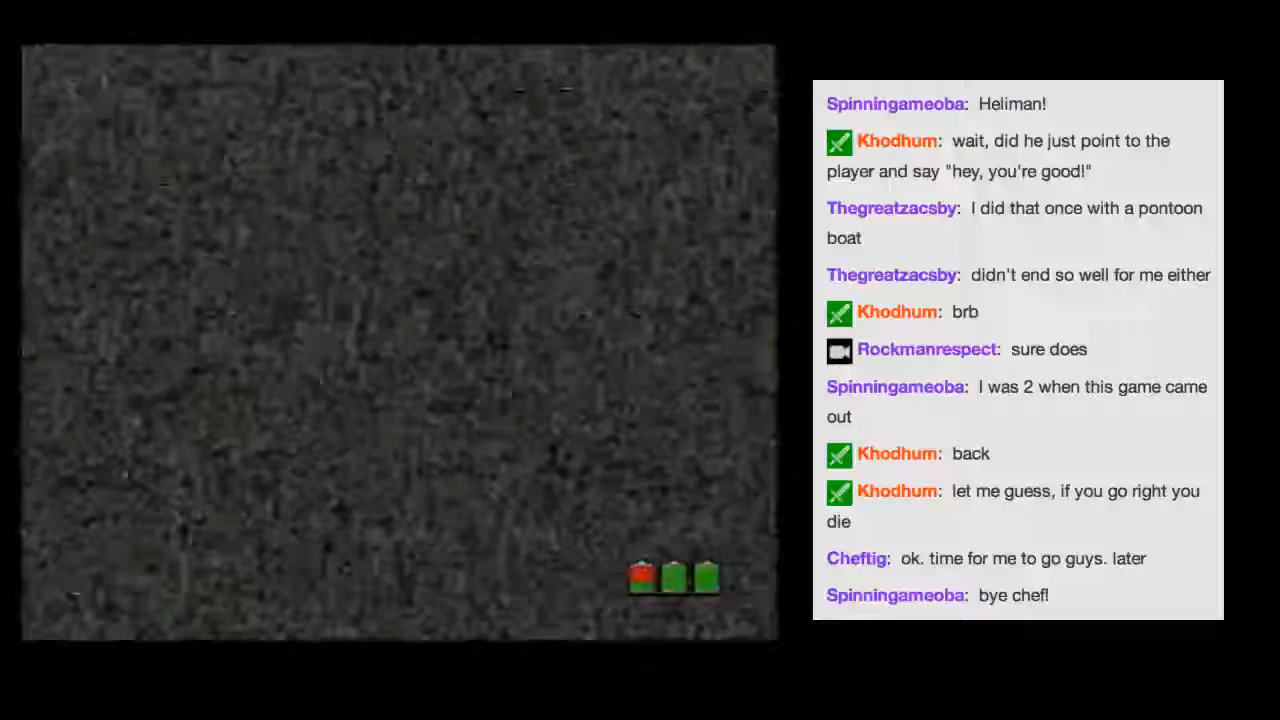 Spinningameoba: Heliman!
Khodhum: wait, did he just point to the
player and say "hey, you're good!"
Thegreatzacsby: I did that once with a pontoon
boat
Thegreatzacsby: didn't end so well for me either
Khodhum: brb
Rockmanrespect: sure does
Spinningameoba: I was 2 when this game came
out
Khodhum: back
Khodhum: let me guess, if you go right you
die
Cheftig: ok. time for me to go guys. later
Spinningameoba: bye chef!